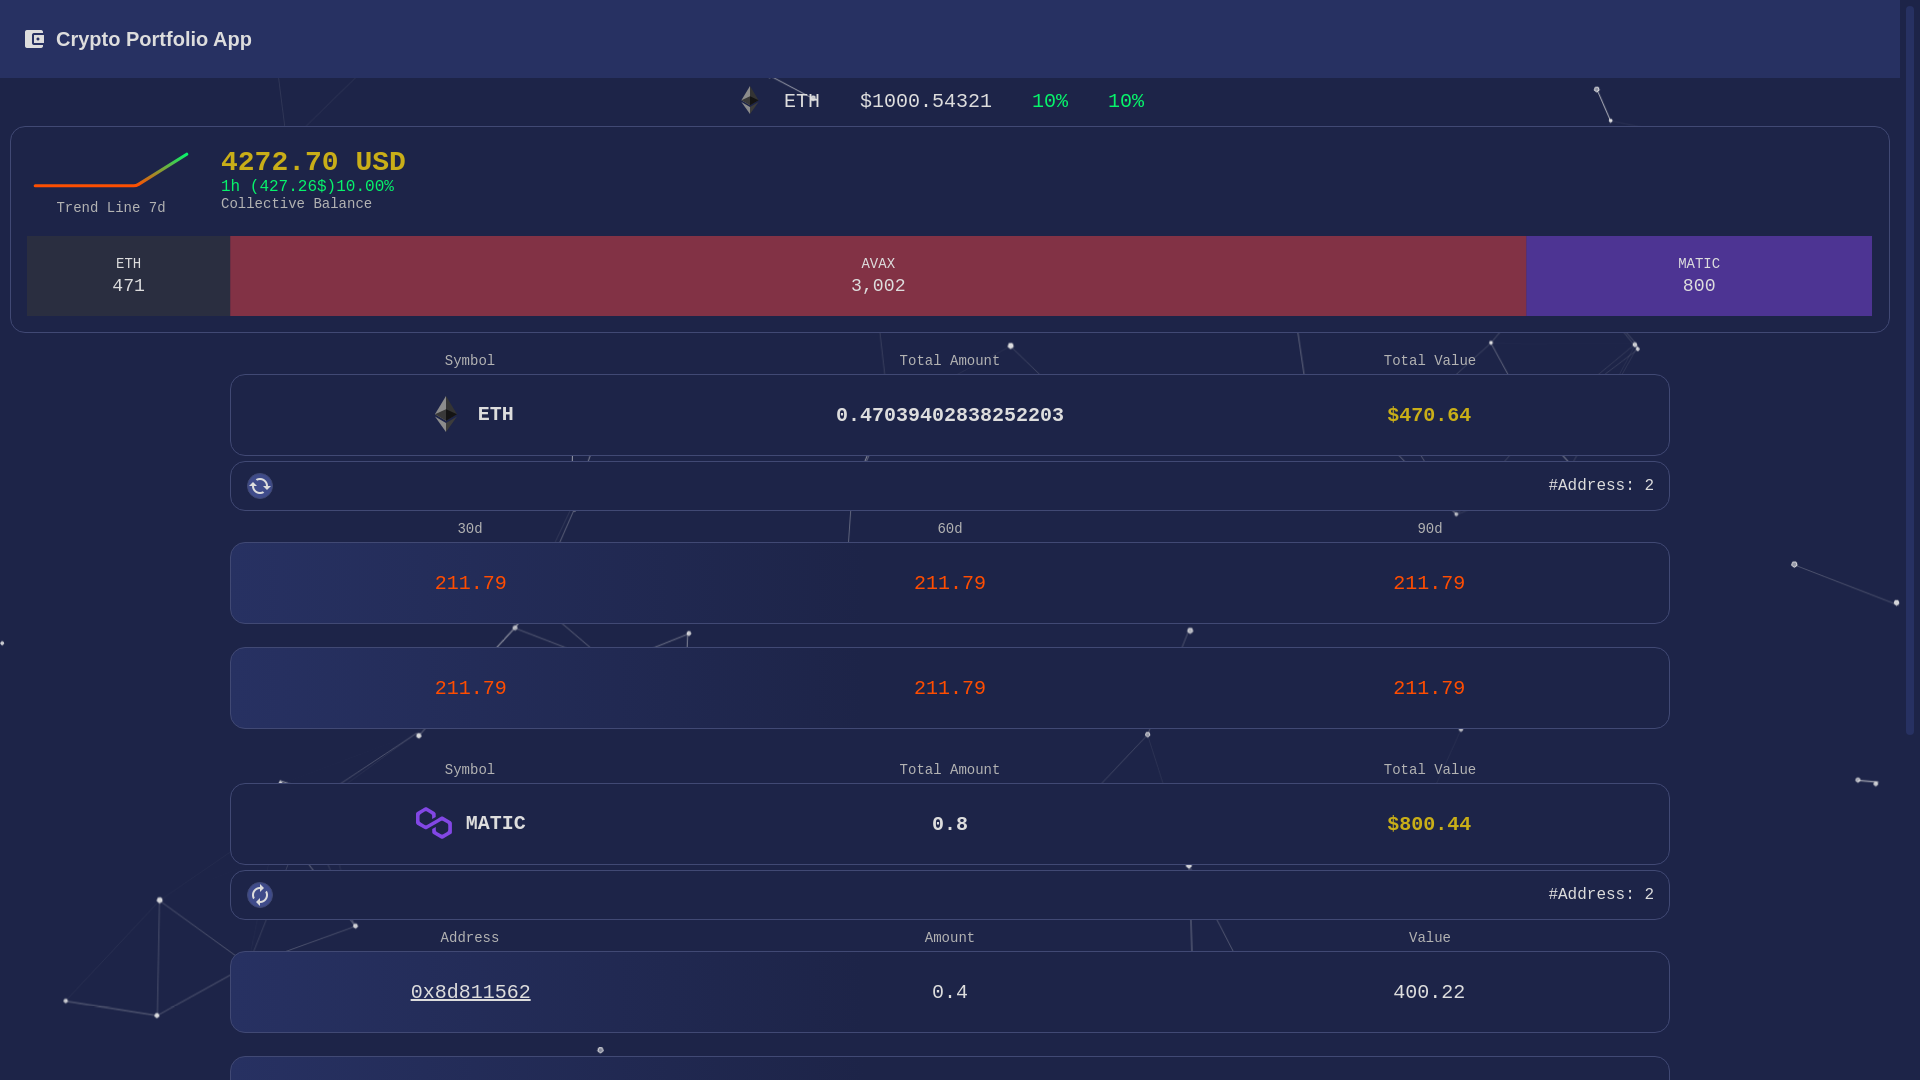 Crypto Portfolio App
ETH $1000.54321 10% 10%
4272.70 USD
1h (427.26$)10.00%
Collective Balance
Trend Line 7d
ETH AVAX MATIC
471 3,002 800
Symbol Total Amount Total Value
ETH 0.47039402838252203 $470.64
#Address: 2
30d 60d 90d
211.79 211.79 211.79
211.79 211.79 211.79
Symbol Total Amount Total Value
MATIC 0.8 $800.44
#Address: 2
Address Amount Value
0x8d811562 0.4 400.22